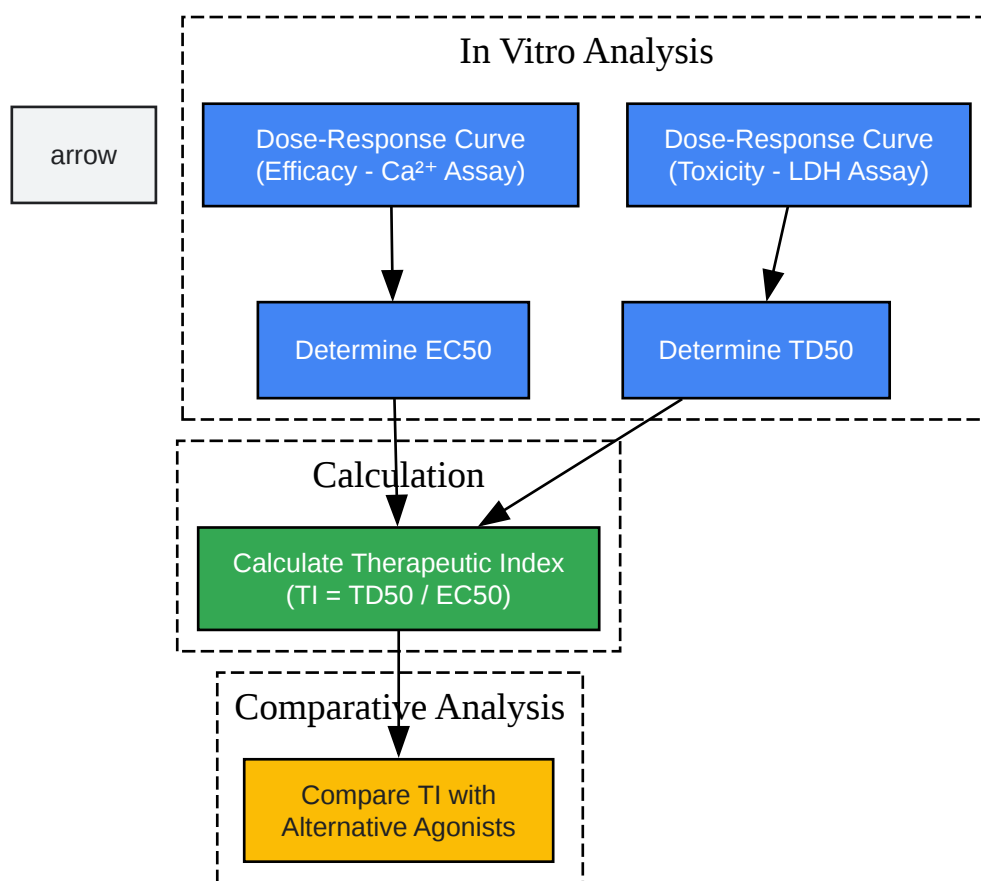 In Vitro Analysis
arrow
Dose-Response Curve
(Efficacy - Ca²⁺ Assay)
Dose-Response Curve
(Toxicity - LDH Assay)
Determine EC50
Determine TD50
Calculation
Calculate Therapeutic Index
(TI = TD50 / EC50)
Comparative Analysis
Compare TI with
Alternative Agonists